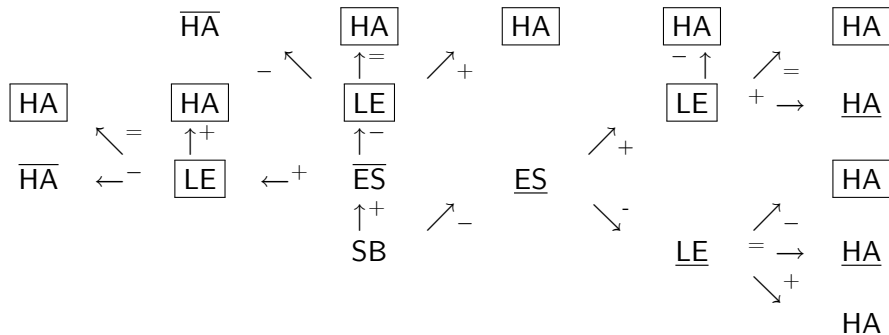 HA HA HA HA HA
− = + − =
HA HA LE LE + HA
= + − +
HA − LE + ES ES HA
+ - −
SB − LE = HA
+
HA